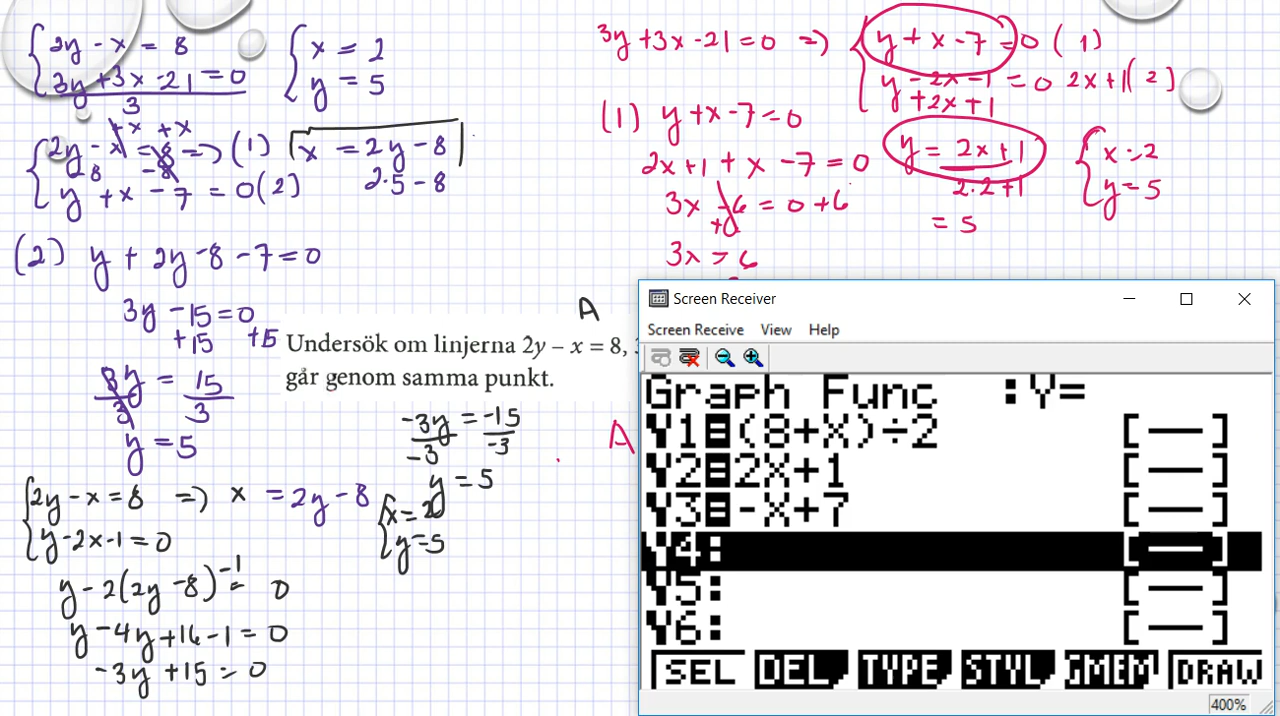 2y - x = 8
3y + 3x - 21 = 0
3
x = 2
y = 5
+x +x
2y - x = 8 => (1) x = 2y - 8
28 -8 2·5 - 8
y + x - 7 = 0 (2)
(2) y + 2y - 8 - 7 = 0
3y - 15 = 0
+15 +15
3y = 15
3 3
y = 5
3y + 3x - 21 = 0 => y + x - 7 = 0 (1)
y - 2x - 1 = 0 2x + 1 (2)
y + 2x + 1
(1) y + x - 7 = 0
2x + 1 + x - 7 = 0
3x - 6 = 0 + 6
+6
3x = 6
y = 2x + 1
2·2 + 1
= 5
x = 2
y = 5
A
Undersök om linjerna 2y – x = 8,
går genom samma punkt.
A
-3y = -15
-3 -3
y = 5
2y - x = 8 => x = 2y - 8
y - 2x - 1 = 0
x = 2
y = 5
y - 2(2y - 8) - 1 = 0
y - 4y + 16 - 1 = 0
-3y + 15 = 0
Screen Receiver
Screen Receive View Help
Graph Func :Y=
Y1=(8+X)÷2 [—]
Y2=2X+1 [—]
Y3=-X+7 [—]
Y4: [—]
Y5: [—]
Y6: [—]
SEL DEL TYPE STYL GMEM DRAW
400%